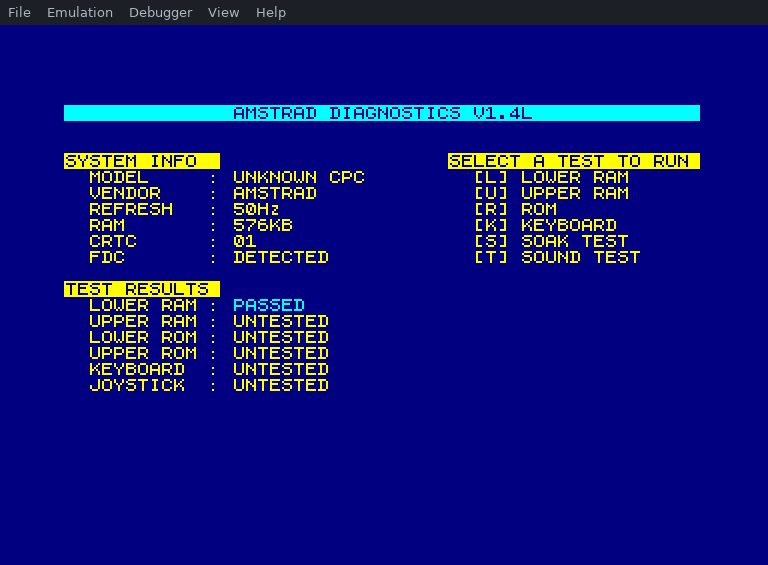 File Emulation Debugger View Help
AMSTRAD DIAGNOSTICS V1.4L
SYSTEM INFO
MODEL : UNKNOWN CPC
VENDOR : AMSTRAD
REFRESH : 50Hz
RAM : 576KB
CRTC : 01
FDC : DETECTED
SELECT A TEST TO RUN
[L] LOWER RAM
[U] UPPER RAM
[R] ROM
[K] KEYBOARD
[S] SOAK TEST
[T] SOUND TEST
TEST RESULTS
LOWER RAM : PASSED
UPPER RAM : UNTESTED
LOWER ROM : UNTESTED
UPPER ROM : UNTESTED
KEYBOARD : UNTESTED
JOYSTICK : UNTESTED